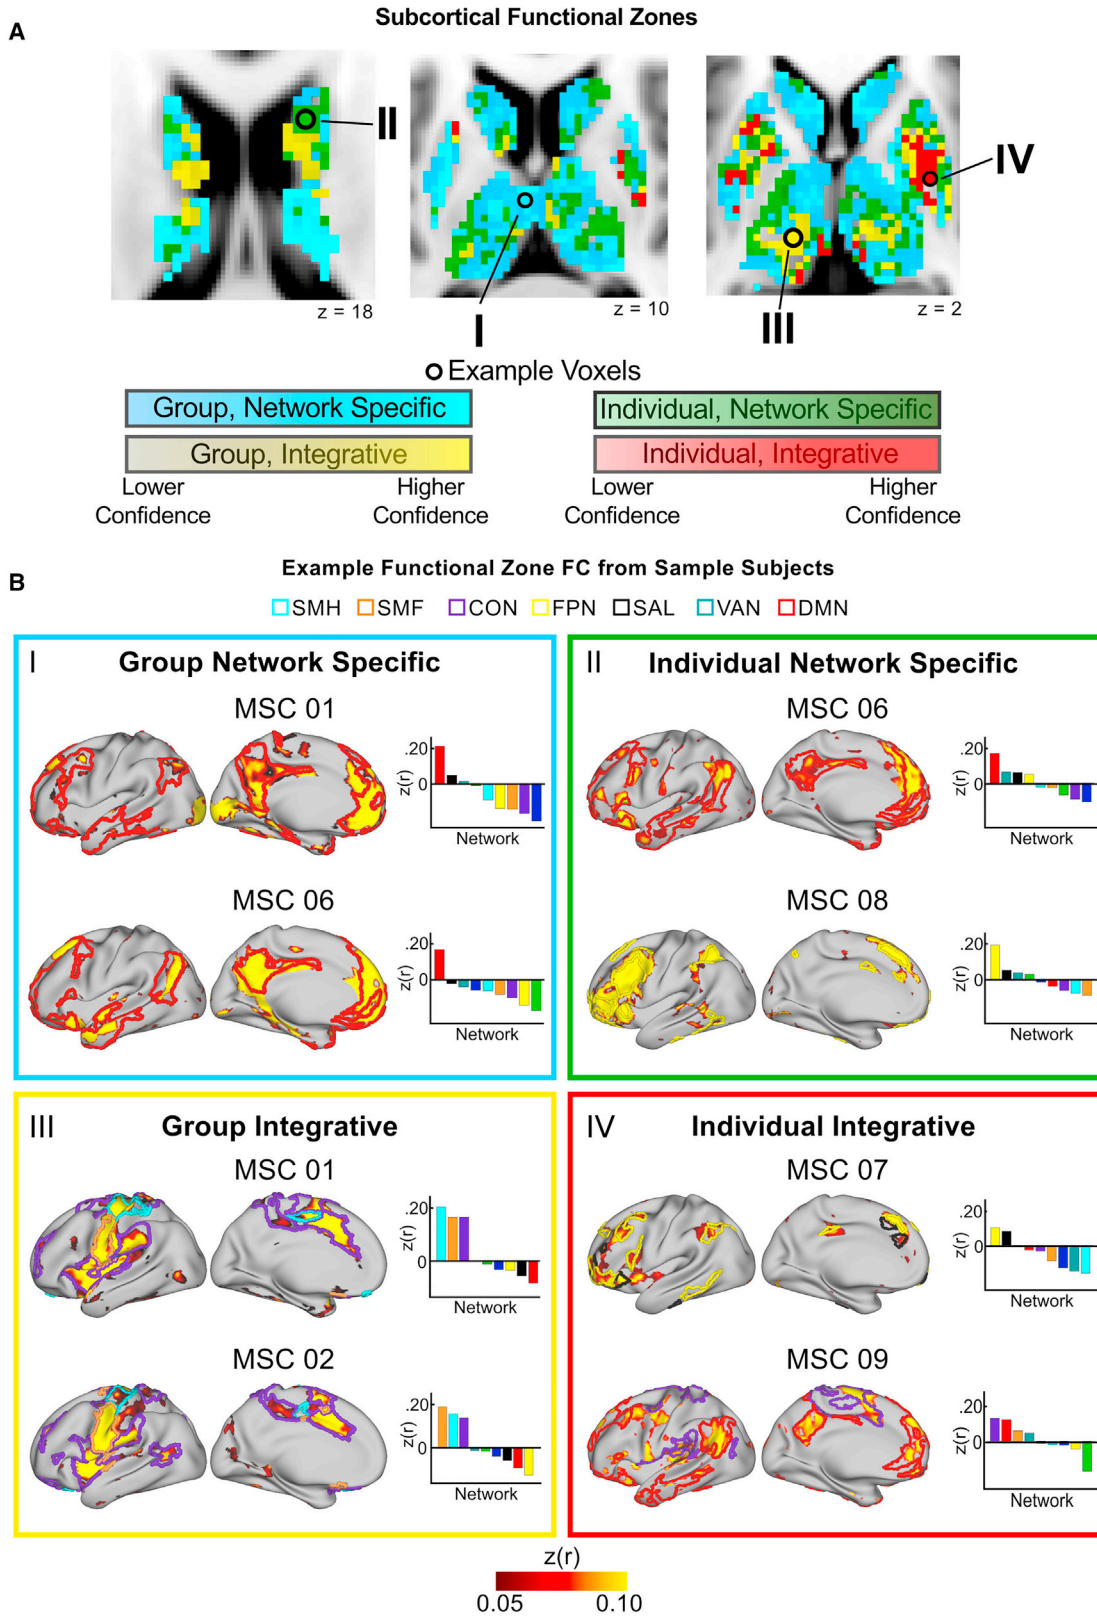 Subcortical Functional Zones
A
II
IV
I
III
z = 18
z = 10
z = 2
Example Voxels
Group, Network Specific
Individual, Network Specific
Group, Integrative
Individual, Integrative
Lower Confidence
Higher Confidence
Lower Confidence
Higher Confidence
B
Example Functional Zone FC from Sample Subjects
SMH SMF CON FPN SAL VAN DMN
I Group Network Specific
MSC 01
.20
0
z(r)
Network
MSC 06
.20
0
z(r)
Network
II Individual Network Specific
MSC 06
.20
0
z(r)
Network
MSC 08
.20
0
z(r)
Network
III Group Integrative
MSC 01
.20
0
z(r)
Network
MSC 02
.20
0
z(r)
Network
IV Individual Integrative
MSC 07
.20
0
z(r)
Network
MSC 09
.20
0
z(r)
Network
z(r)
0.05 0.10